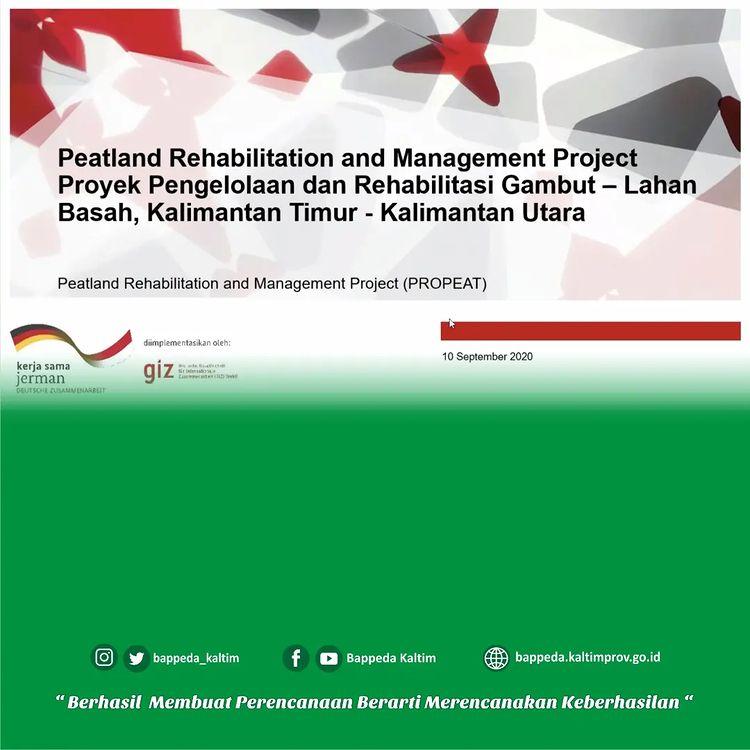 Peatland Rehabilitation and Management Project
Proyek Pengelolaan dan Rehabilitasi Gambut – Lahan
Basah, Kalimantan Timur - Kalimantan Utara
Peatland Rehabilitation and Management Project (PROPEAT)
kerja sama
jerman
DEUTSCHE ZUSAMMENARBEIT
diimplementasikan oleh:
giz
10 September 2020
bappeda_kaltim
Bappeda Kaltim
bappeda.kaltimprov.go.id
“ Berhasil Membuat Perencanaan Berarti Merencanakan Keberhasilan “